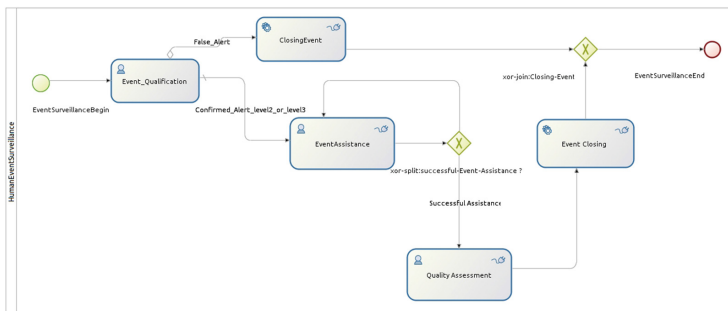 HumanEventSurveillance
False_Alert
ClosingEvent
Event_Qualification
xor-join:Closing-Event
EventSurveillanceEnd
EventSurveillanceBegin
Confirmed_Alert_level2_or_level3
EventAssistance
Event Closing
xor-split:successful-Event-Assistance ?
Successful Assistance
Quality Assessment